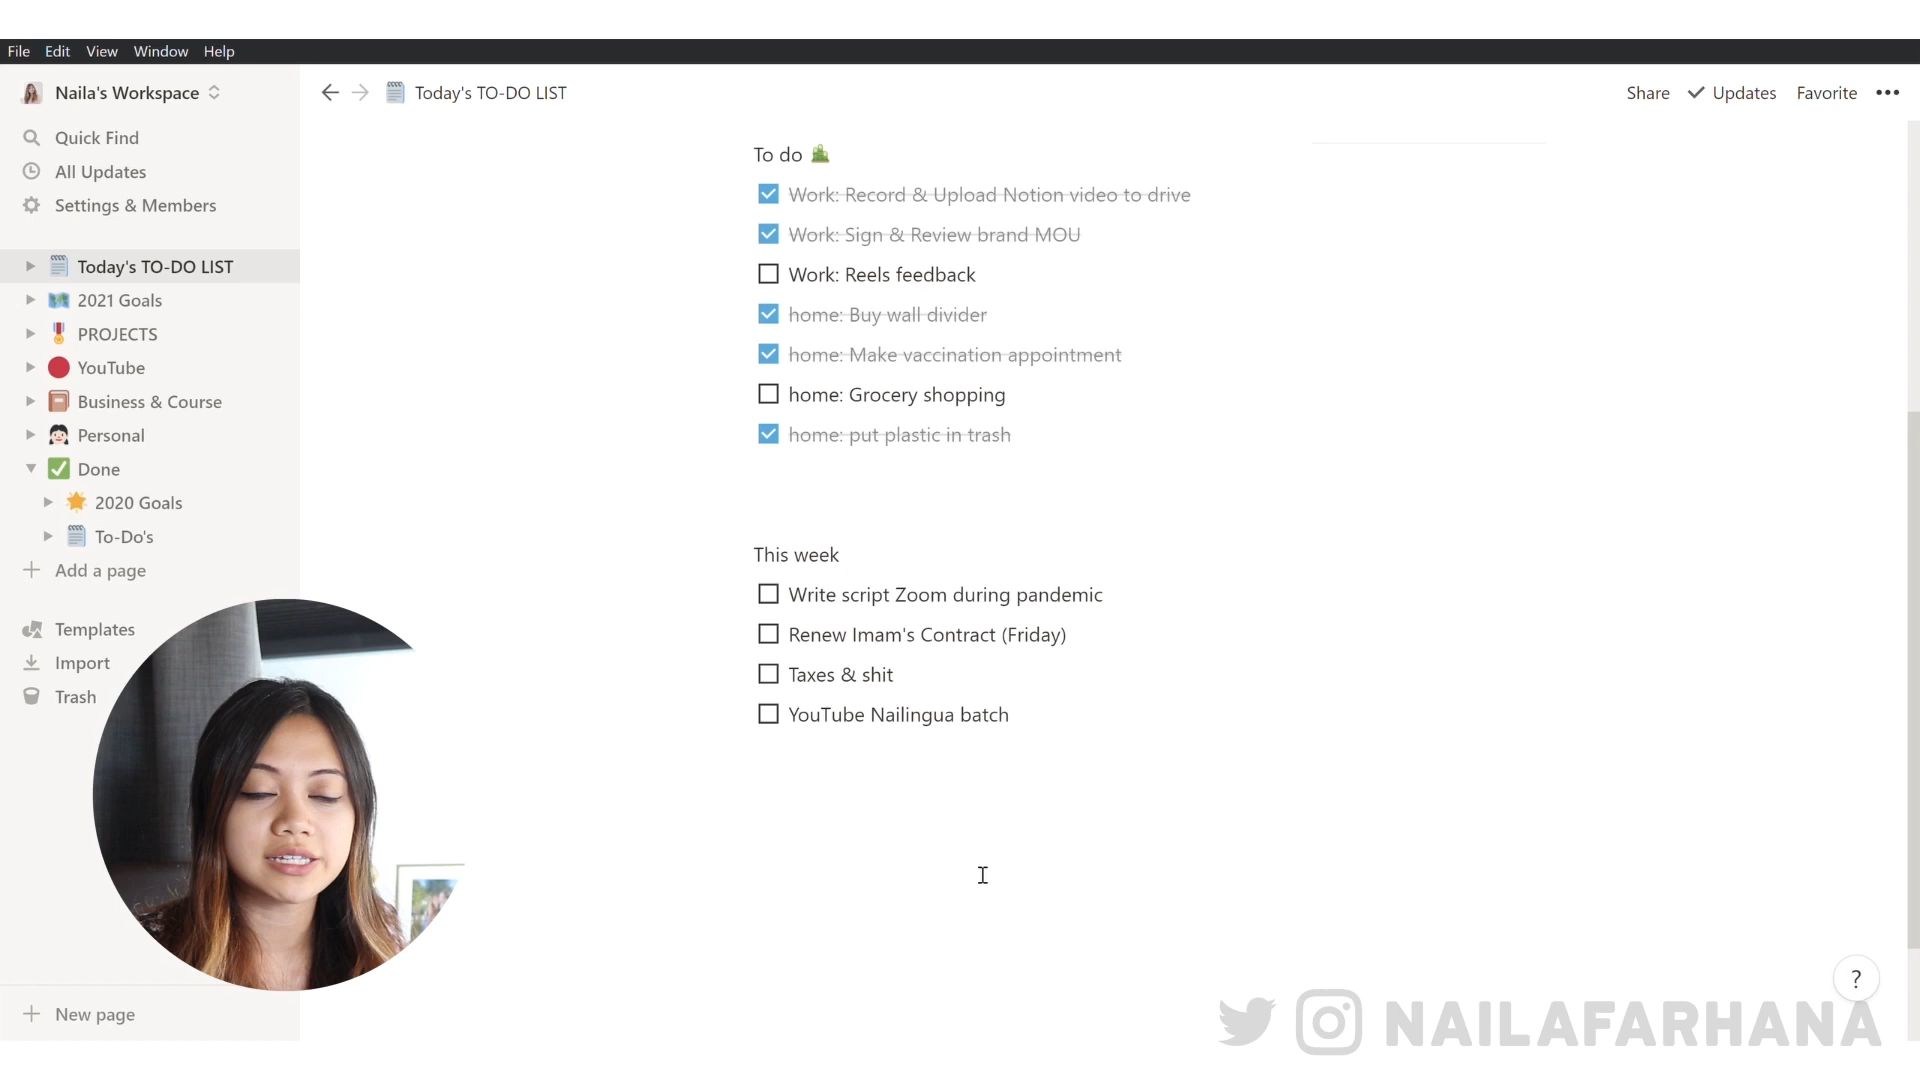 File Edit View Window Help
Naila's Workspace
Today's TO-DO LIST
Share Updates Favorite
Quick Find
All Updates
Settings & Members
Today's TO-DO LIST
2021 Goals
PROJECTS
YouTube
Business & Course
Personal
Done
2020 Goals
To-Do's
Add a page
Templates
Import
Trash
New page
To do
Work: Record & Upload Notion video to drive
Work: Sign & Review brand MOU
Work: Reels feedback
home: Buy wall divider
home: Make vaccination appointment
home: Grocery shopping
home: put plastic in trash
This week
Write script Zoom during pandemic
Renew Imam's Contract (Friday)
Taxes & shit
YouTube Nailingua batch
?
NAILAFARHANA